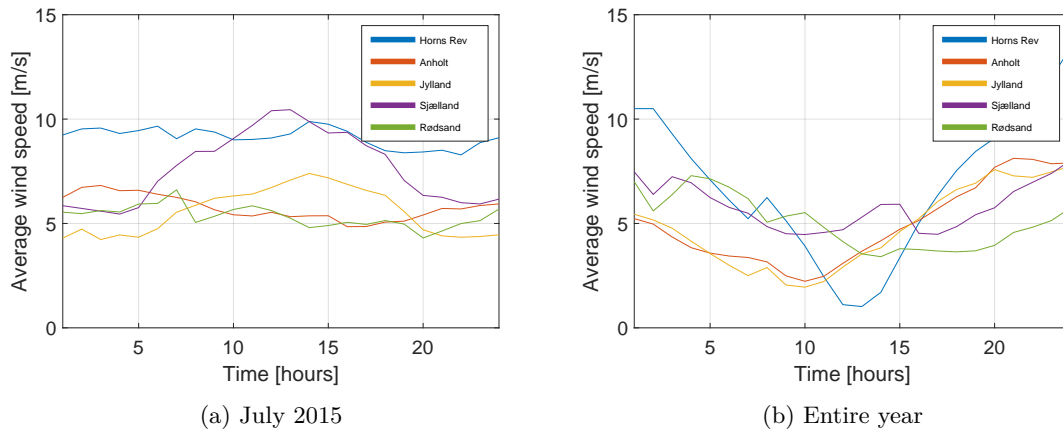 15
10
5
0
Average wind speed [m/s]
Horns Rev
Anholt
Jylland
Sjælland
Rødsand
5
10
15
20
Time [hours]
(a) July 2015
15
10
5
0
Average wind speed [m/s]
Horns Rev
Anholt
Jylland
Sjælland
Rødsand
5
10
15
20
Time [hours]
(b) Entire year